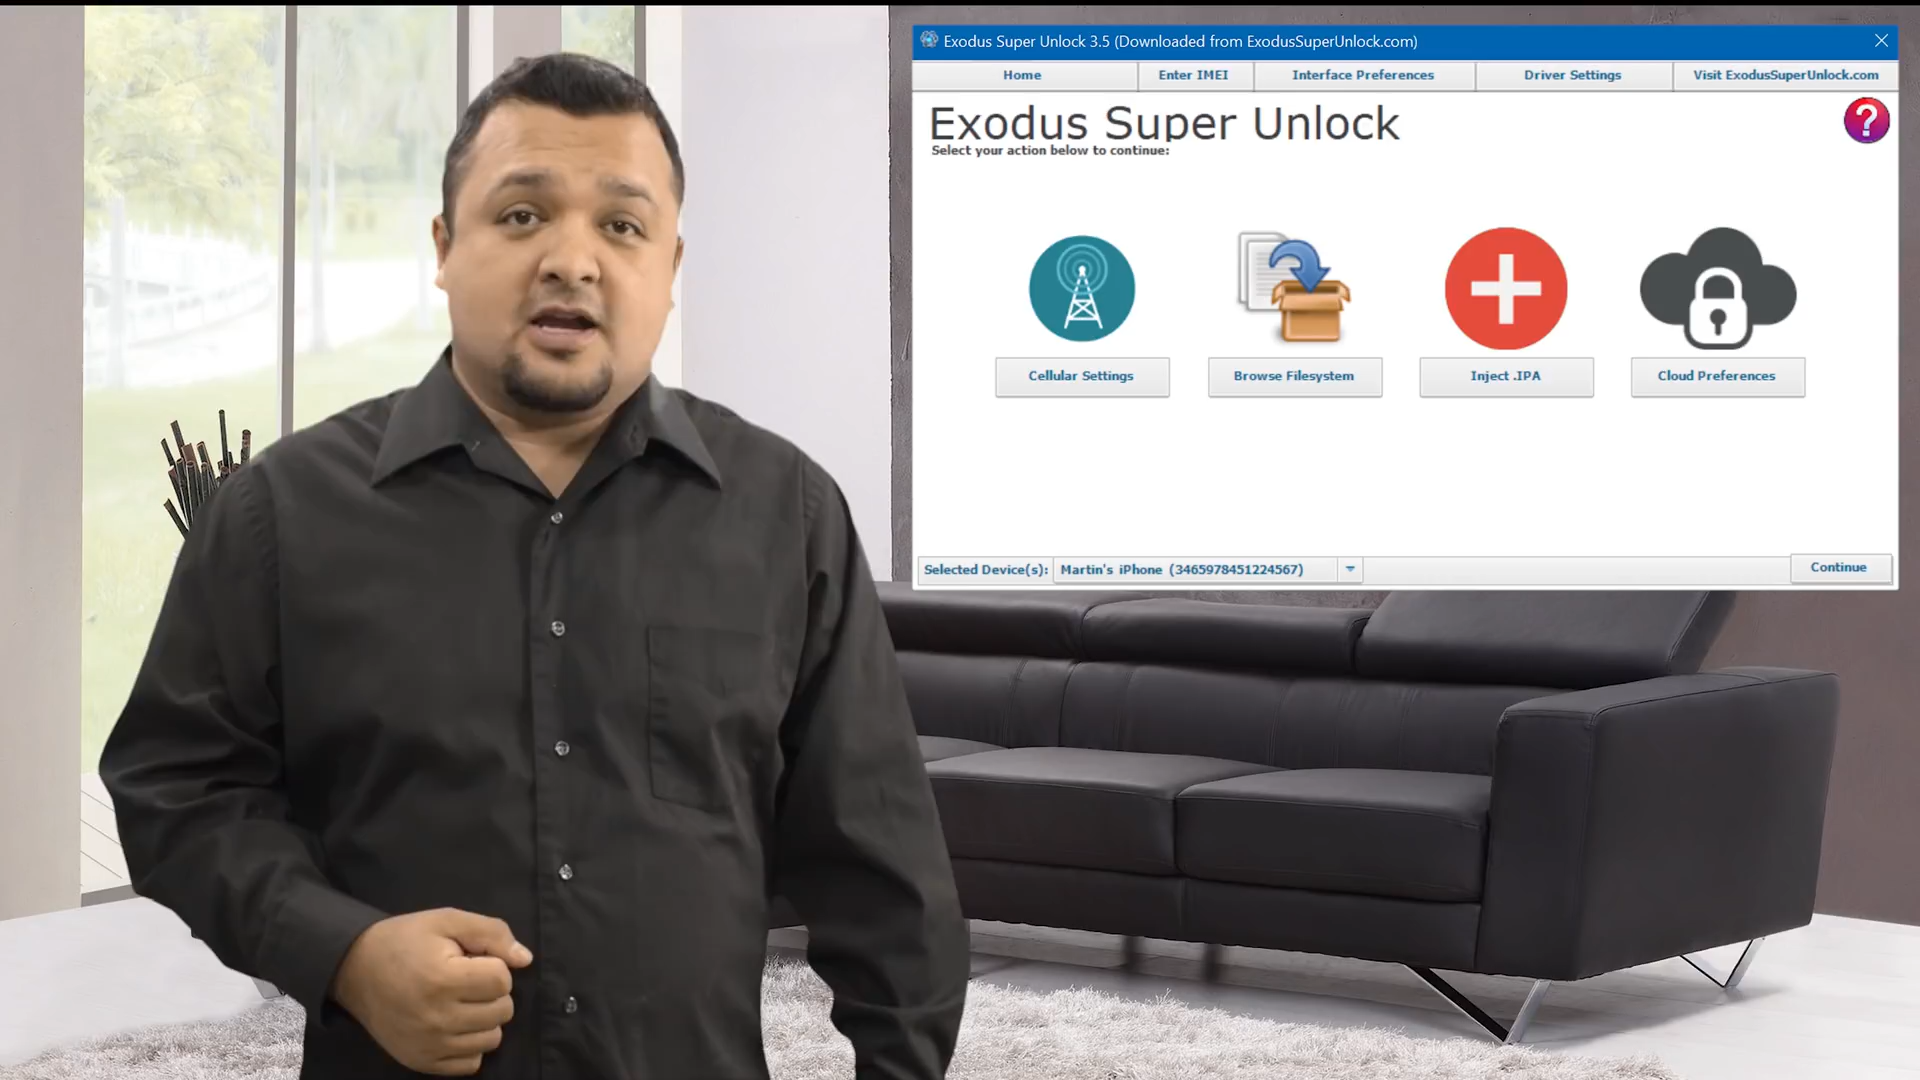 Exodus Super Unlock 3.5 (Downloaded from ExodusSuperUnlock.com)
Home Enter IMEI Interface Preferences Driver Settings Visit ExodusSuperUnlock.com
Exodus Super Unlock
?
Select your action below to continue:
Cellular Settings Browse Filesystem Inject .IPA Cloud Preferences
Selected Device(s): Martin's iPhone (3465978451224567) Continue